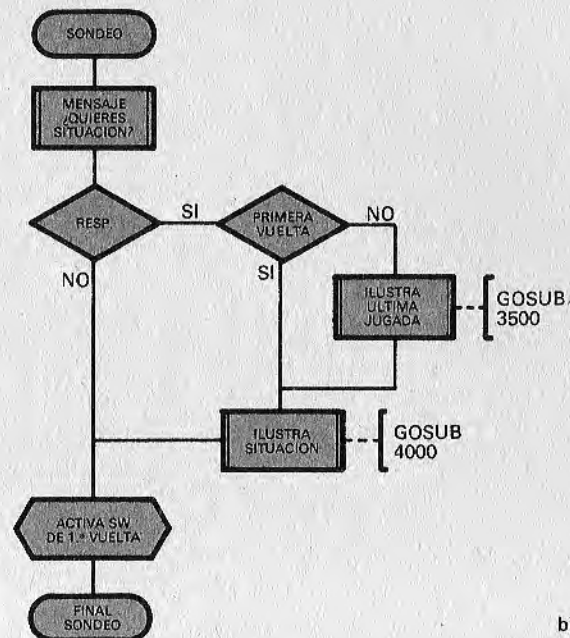 SONDEO
MENSAJE
¿QUIERES
SITUACION?
RESP.
SI
PRIMERA
VUELTA
NO
NO
SI
ILUSTRA
ULTIMA
JUGADA
GOSUB
3500
ILUSTRA
SITUACION
GOSUB
4000
ACTIVA SW
DE 1.ª VUELTA
FINAL
SONDEO
b